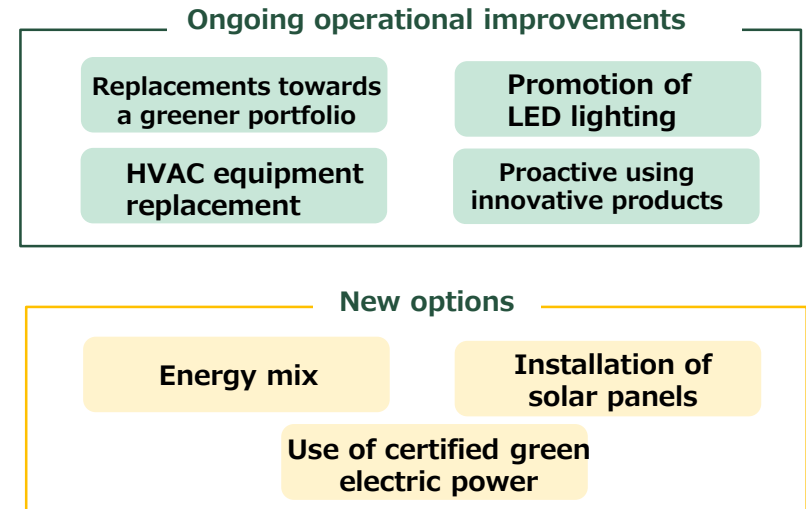 Ongoing operational improvements
Replacements towards
a greener portfolio
Promotion of
LED lighting
HVAC equipment
replacement
Proactive using
innovative products
New options
Energy mix
Installation of
solar panels
Use of certified green
electric power